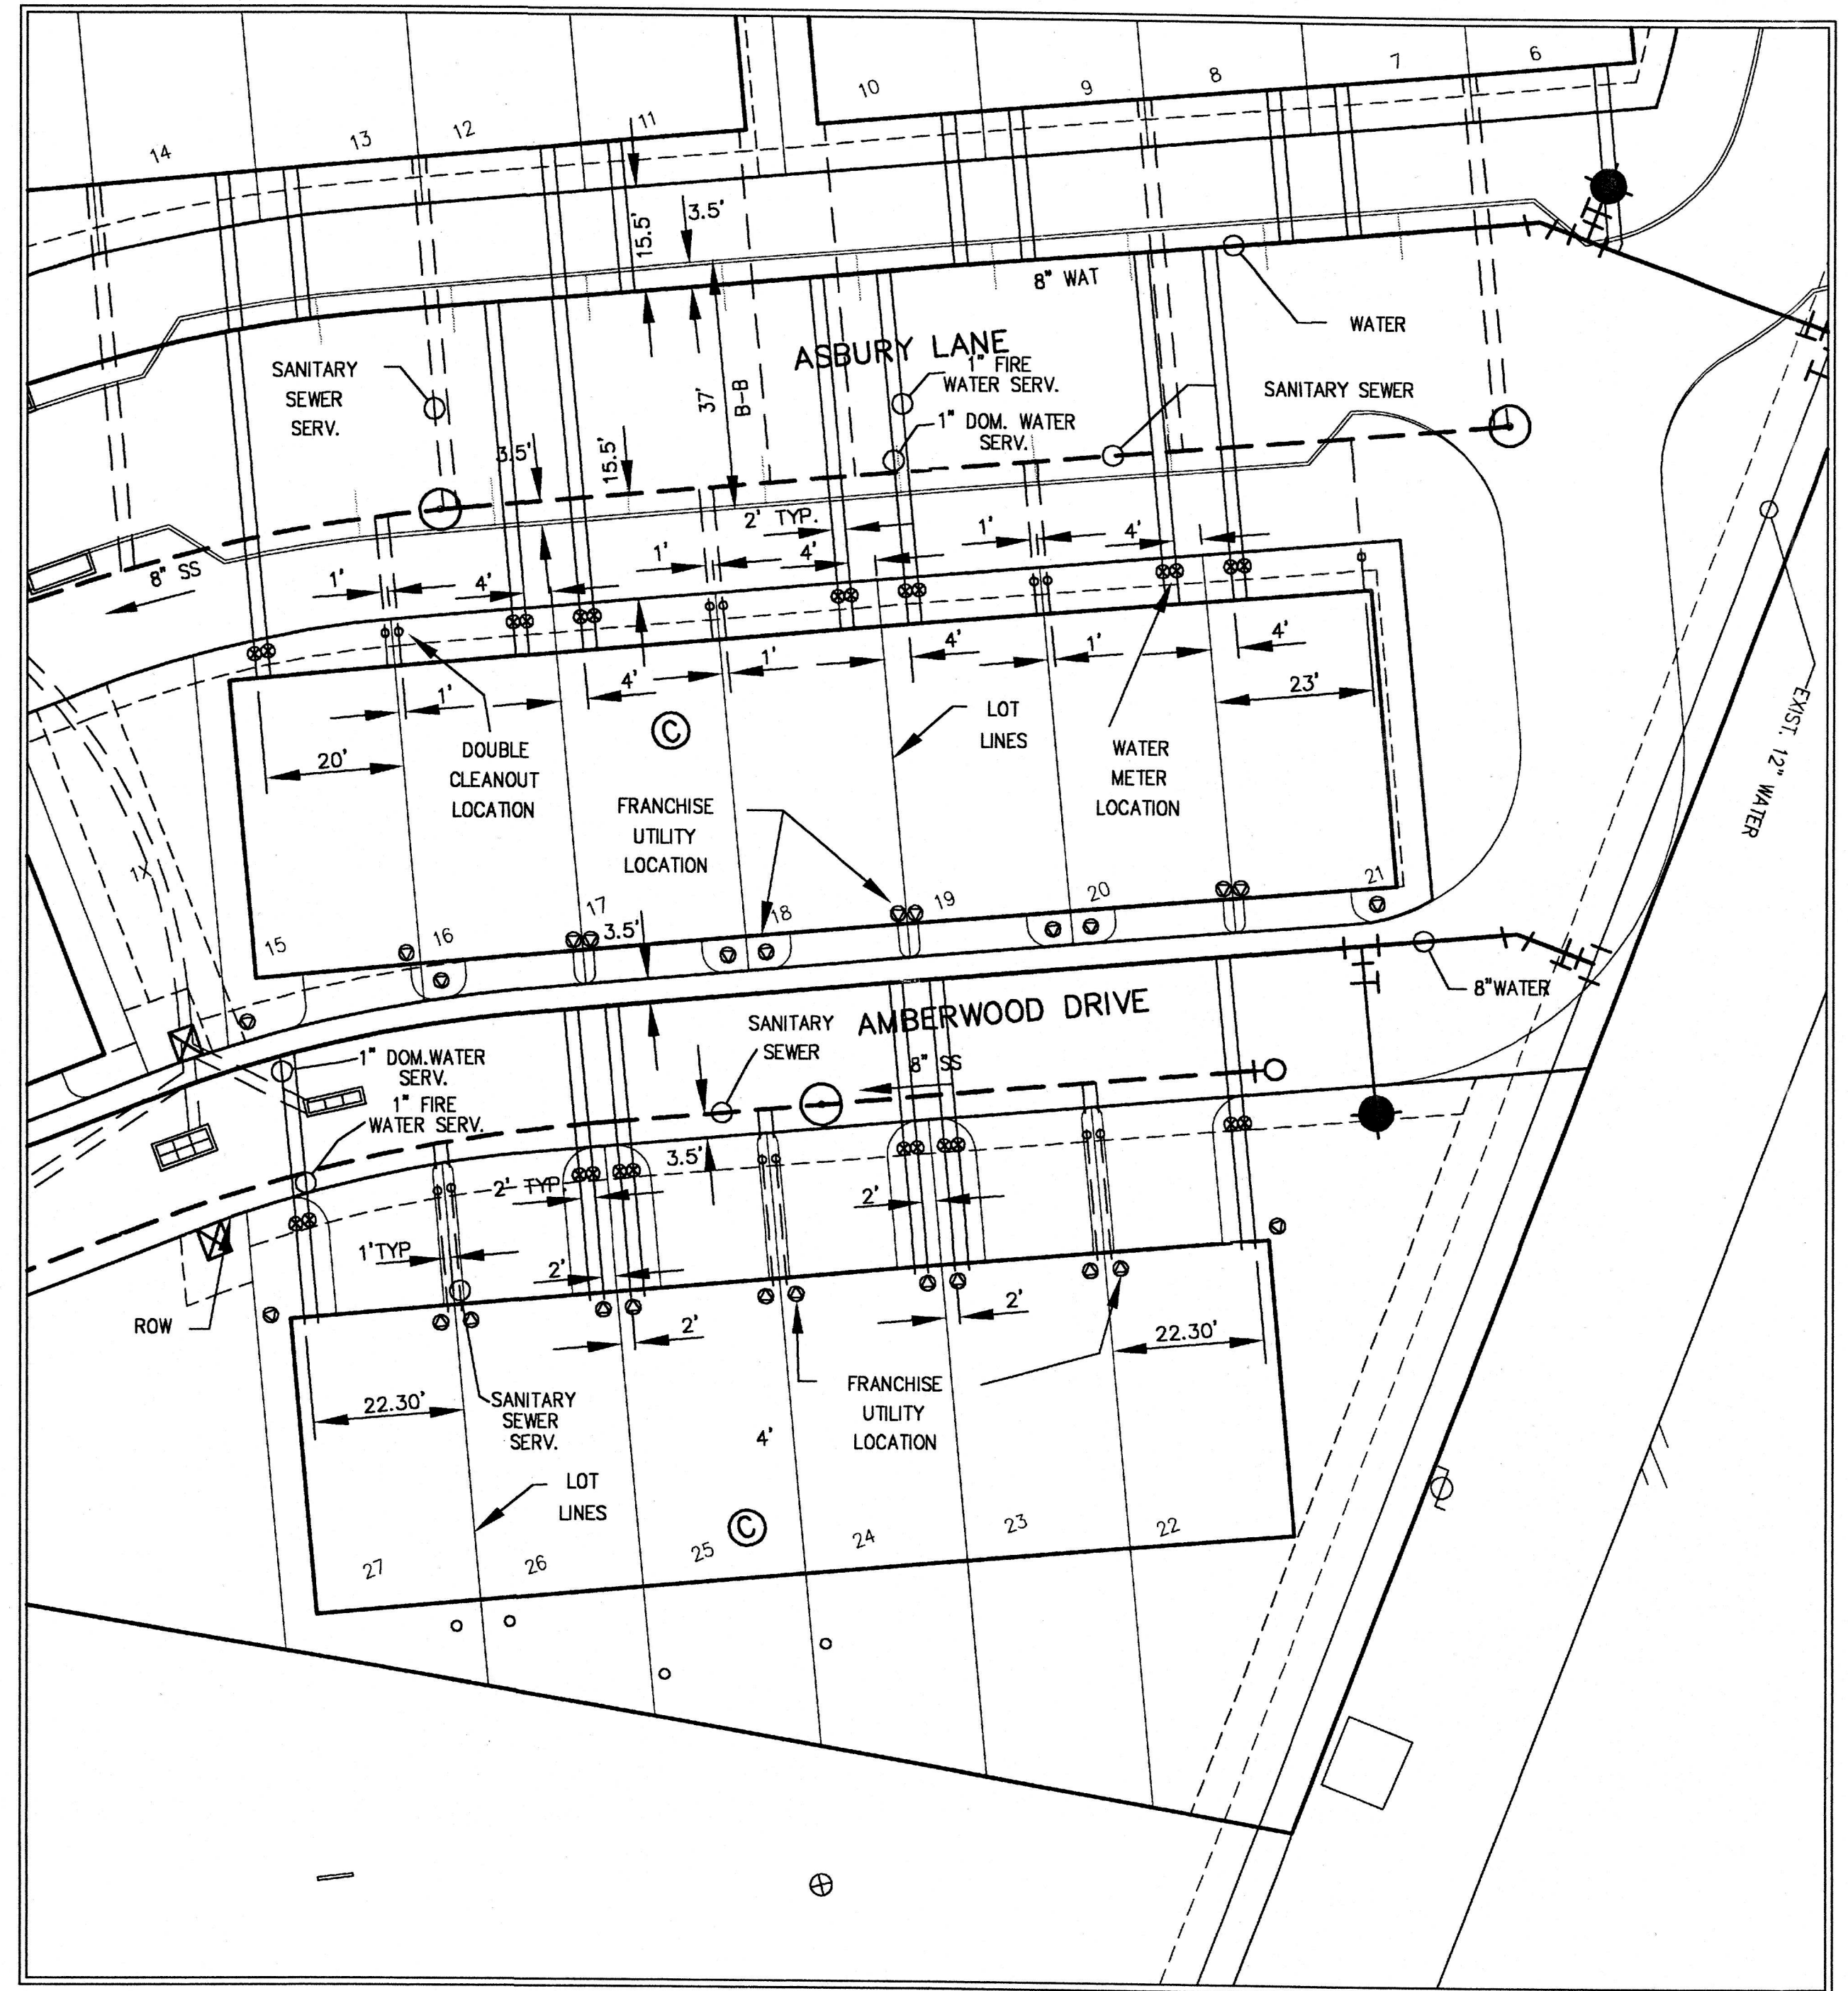 6
7
8
9
10
11
12
13
14
3.5'
15.5'
8" WAT
WATER
ASBURY LANE
1" FIRE
WATER SERV.
SANITARY
SEWER
SERV.
37'
B-B
SANITARY SEWER
1" DOM. WATER
SERV.
3.5'
15.5'
2' TYP.
8" SS
1'
4'
1'
4'
1'
4'
4'
1'
4'
1'
4'
1'
23'
20'
DOUBLE
CLEANOUT
LOCATION
C
LOT
LINES
WATER
METER
LOCATION
EXIST. 12" WATER
FRANCHISE
UTILITY
LOCATION
1X
15
16
17
18
19
20
21
3.5'
8"WATER
AMBERWOOD DRIVE
SANITARY
SEWER
8" SS
1" DOM.WATER
SERV.
1" FIRE
WATER SERV.
3.5'
2' TYP.
2'
1'TYP
2'
2'
2'
ROW
22.30'
22.30'
SANITARY
SEWER
SERV.
FRANCHISE
UTILITY
LOCATION
4'
LOT
LINES
C
27
26
25
24
23
22